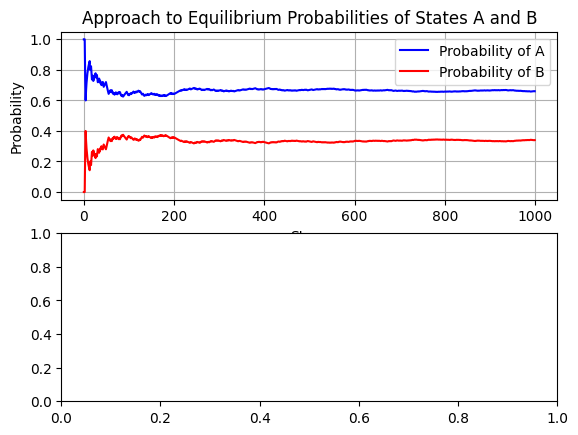 Approach to Equilibrium Probabilities of States A and B
1.0
Probability of A
0.8
Probability of B
0.6
0.4
0.2
0.0
Probability
0 200 400 600 800 1000
1.0
0.8
0.6
0.4
0.2
0.0
0.0 0.2 0.4 0.6 0.8 1.0